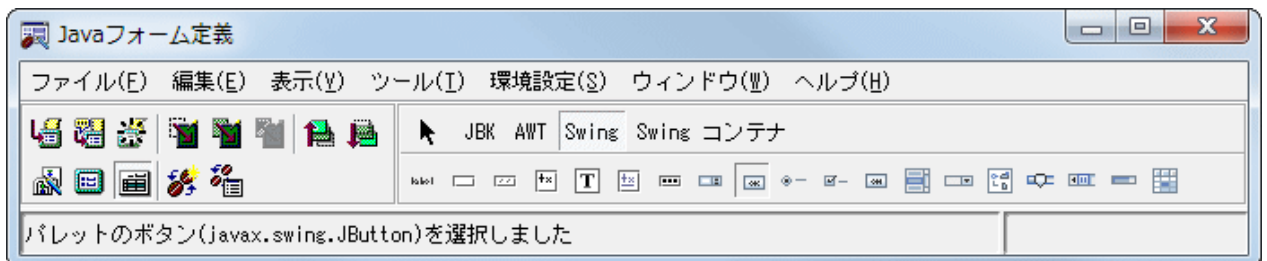 Javaフォーム定義
ファイル(F) 編集(E) 表示(V) ツール(T) 環境設定(S) ウィンドウ(W) ヘルプ(H)
JBK AWT Swing Swing コンテナ
label T OK OK
パレットのボタン(javax.swing.JButton)を選択しました